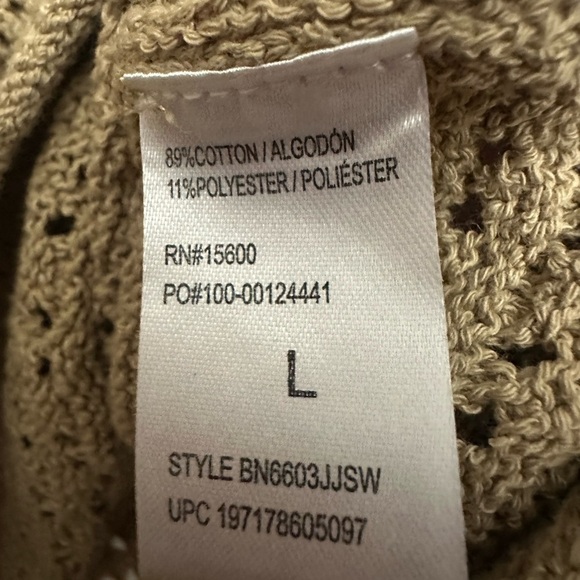 89%COTTON / ALGODÓN
11%POLYESTER / POLIÉSTER
RN#15600
PO#100-00124441
L
STYLE BN6603JJSW
UPC 197178605097